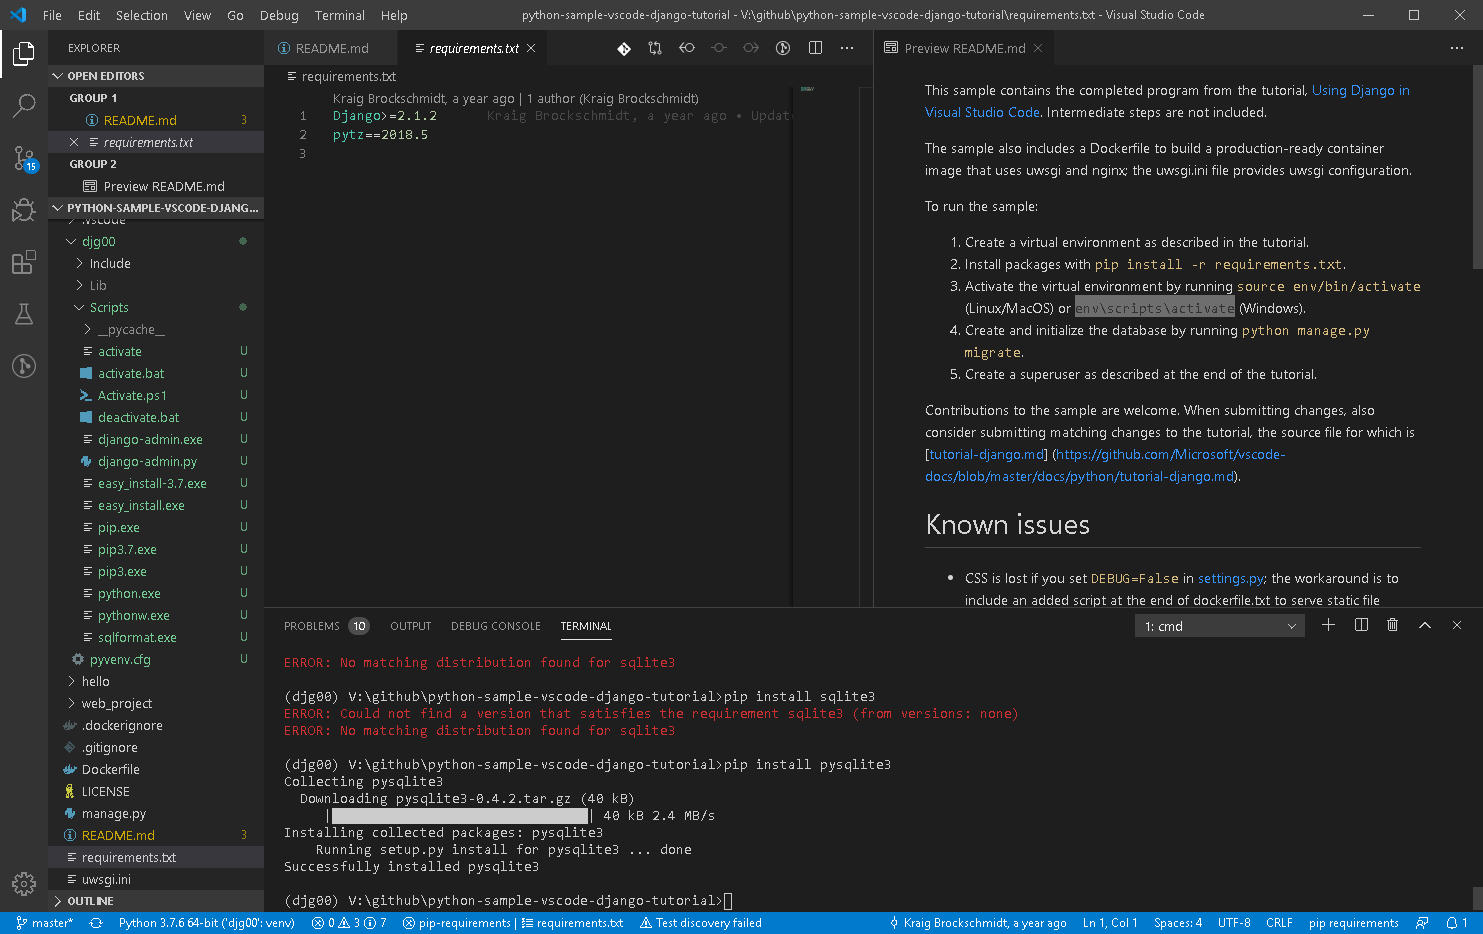 File Edit Selection View Go Debug Terminal Help
python-sample-vscode-django-tutorial - V:\github\python-sample-vscode-django-tutorial\requirements.txt - Visual Studio Code
EXPLORER
OPEN EDITORS
GROUP 1
README.md 3
requirements.txt
GROUP 2
Preview README.md
PYTHON-SAMPLE-VSCODE-DJANG...
.vscode
djg00
Include
Lib
Scripts
__pycache__
activate U
activate.bat U
Activate.ps1 U
deactivate.bat U
django-admin.exe U
django-admin.py U
easy_install-3.7.exe U
easy_install.exe U
pip.exe U
pip3.7.exe U
pip3.exe U
python.exe U
pythonw.exe U
sqlformat.exe U
pyvenv.cfg U
hello
web_project
.dockerignore
.gitignore
Dockerfile
LICENSE
manage.py
README.md 3
requirements.txt
uwsgi.ini
OUTLINE
15
README.md
requirements.txt
requirements.txt
Kraig Brockschmidt, a year ago | 1 author (Kraig Brockschmidt)
1 Django>=2.1.2 Kraig Brockschmidt, a year ago • Updat
2 pytz==2018.5
3
Preview README.md
This sample contains the completed program from the tutorial, Using Django in
Visual Studio Code. Intermediate steps are not included.
The sample also includes a Dockerfile to build a production-ready container
image that uses uwsgi and nginx; the uwsgi.ini file provides uwsgi configuration.
To run the sample:
1. Create a virtual environment as described in the tutorial.
2. Install packages with pip install -r requirements.txt.
3. Activate the virtual environment by running source env/bin/activate
(Linux/MacOS) or env\scripts\activate (Windows).
4. Create and initialize the database by running python manage.py
migrate.
5. Create a superuser as described at the end of the tutorial.
Contributions to the sample are welcome. When submitting changes, also
consider submitting matching changes to the tutorial, the source file for which is
[tutorial-django.md] (https://github.com/Microsoft/vscode-
docs/blob/master/docs/python/tutorial-django.md).
Known issues
• CSS is lost if you set DEBUG=False in settings.py; the workaround is to
include an added script at the end of dockerfile.txt to serve static file
PROBLEMS 10 OUTPUT DEBUG CONSOLE TERMINAL
1: cmd
ERROR: No matching distribution found for sqlite3
(djg00) V:\github\python-sample-vscode-django-tutorial>pip install sqlite3
ERROR: Could not find a version that satisfies the requirement sqlite3 (from versions: none)
ERROR: No matching distribution found for sqlite3
(djg00) V:\github\python-sample-vscode-django-tutorial>pip install pysqlite3
Collecting pysqlite3
Downloading pysqlite3-0.4.2.tar.gz (40 kB)
| | 40 kB 2.4 MB/s
Installing collected packages: pysqlite3
Running setup.py install for pysqlite3 ... done
Successfully installed pysqlite3
(djg00) V:\github\python-sample-vscode-django-tutorial>
master* Python 3.7.6 64-bit ('djg00': venv) 0 3 7 pip-requirements | requirements.txt Test discovery failed Kraig Brockschmidt, a year ago Ln 1, Col 1 Spaces: 4 UTF-8 CRLF pip requirements 1